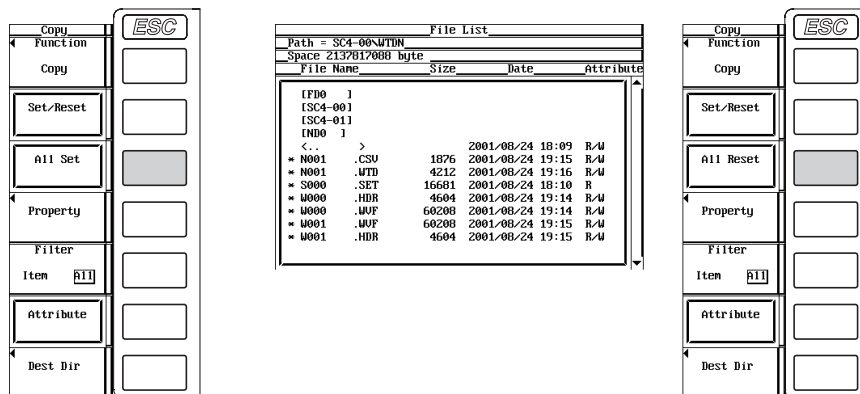 Copy
Function
Copy
Set/Reset
All Set
Property
Filter
Item All
Attribute
Dest Dir
ESC
File List
Path = SC4-00\WTDN
Space 2137817088 byte
File Name Size Date Attribute
[FD0 ]
[SC4-00]
[SC4-01]
[ND0 ]
<.. > 2001/08/24 18:09 R/W
* N001 .CSV 1876 2001/08/24 19:15 R/W
* N001 .WTD 4212 2001/08/24 19:16 R/W
* S000 .SET 16681 2001/08/24 18:10 R
* W000 .HDR 4604 2001/08/24 19:14 R/W
* W000 .WVF 60208 2001/08/24 19:14 R/W
* W001 .WVF 60208 2001/08/24 19:15 R/W
* W001 .HDR 4604 2001/08/24 19:15 R/W
Copy
Function
Copy
Set/Reset
All Reset
Property
Filter
Item All
Attribute
Dest Dir
ESC